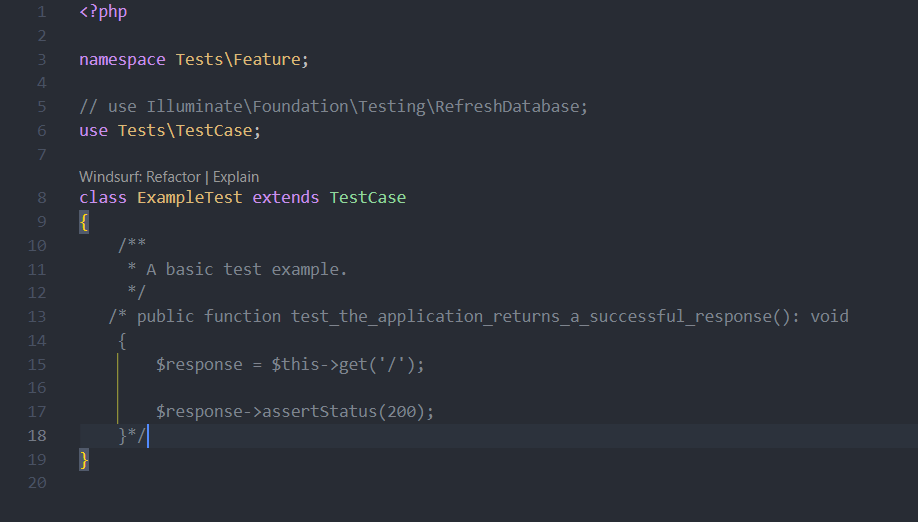 1 <?php
2
3 namespace Tests\Feature;
4
5 // use Illuminate\Foundation\Testing\RefreshDatabase;
6 use Tests\TestCase;
7
Windsurf: Refactor | Explain
8 class ExampleTest extends TestCase
9 {
10     /**
11      * A basic test example.
12      */
13    /* public function test_the_application_returns_a_successful_response(): void
14     {
15         $response = $this->get('/');
16
17         $response->assertStatus(200);
18     }*/
19 }
20